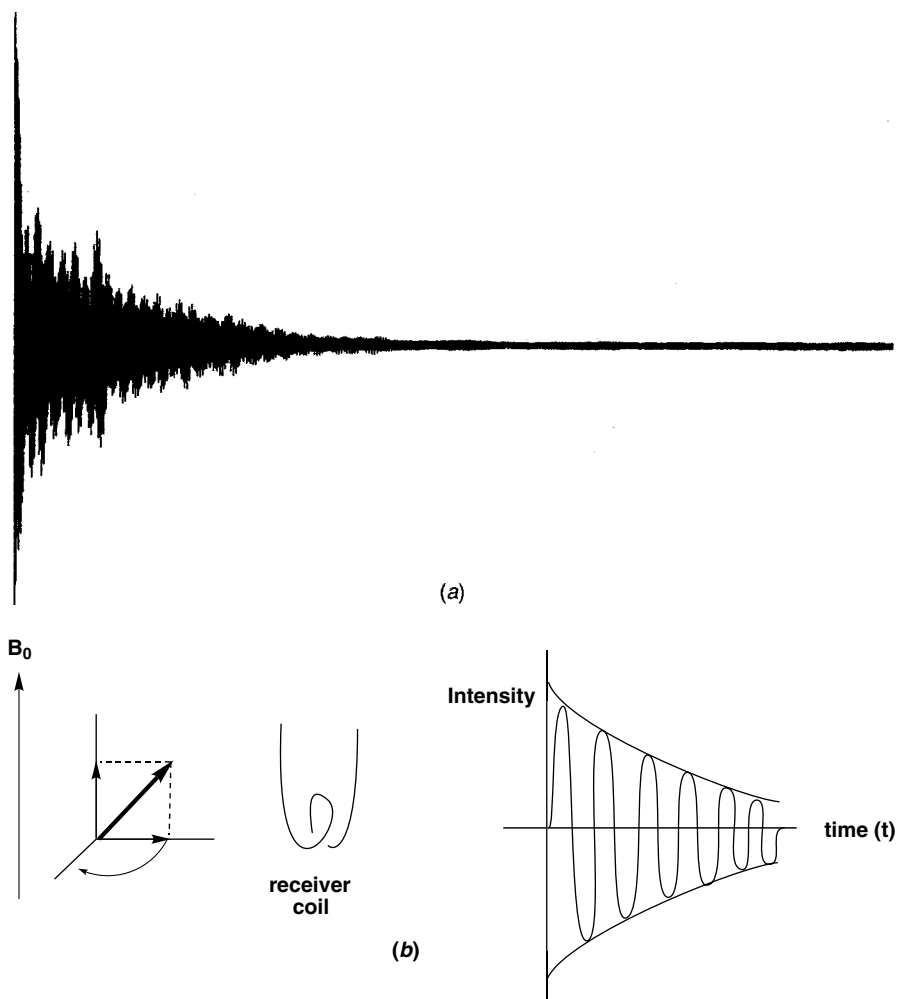 (a)
B₀
Intensity
time (t)
receiver
coil
(b)